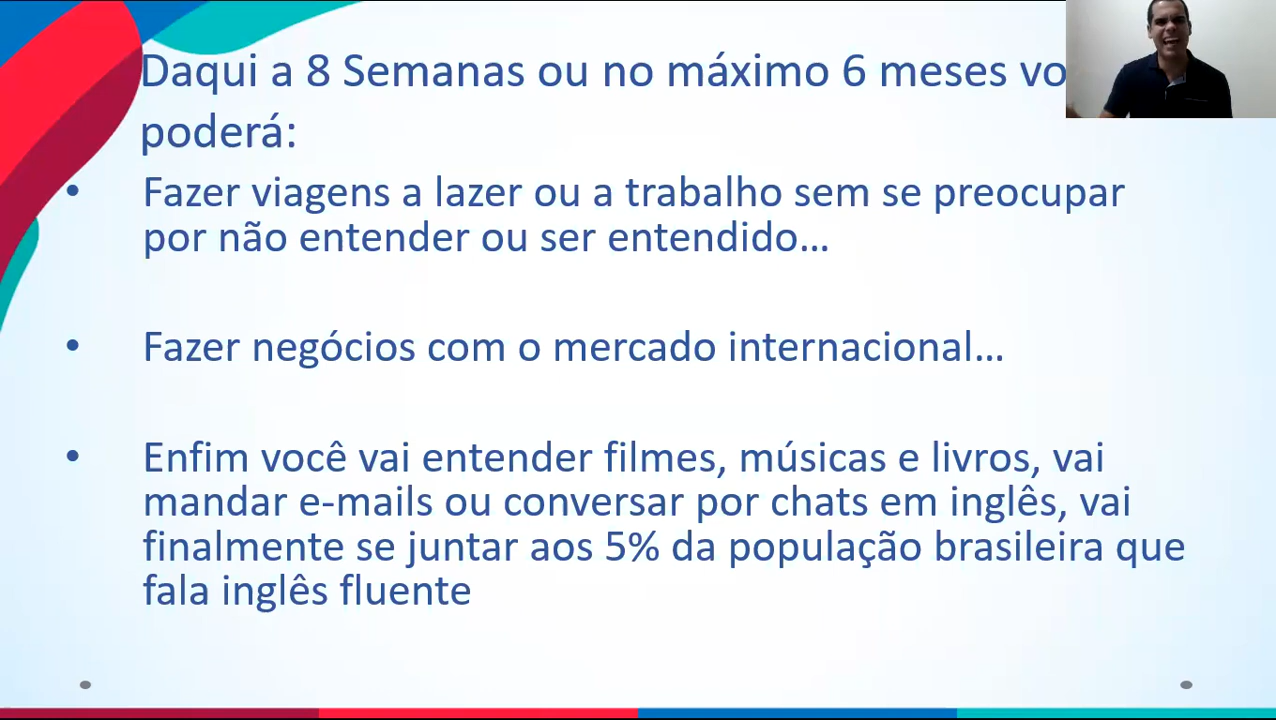 Daqui a 8 Semanas ou no máximo 6 meses
poderá:
• Fazer viagens a lazer ou a trabalho sem se preocupar
por não entender ou ser entendido…
• Fazer negócios com o mercado internacional…
• Enfim você vai entender filmes, músicas e livros, vai
mandar e-mails ou conversar por chats em inglês, vai
finalmente se juntar aos 5% da população brasileira que
fala inglês fluente